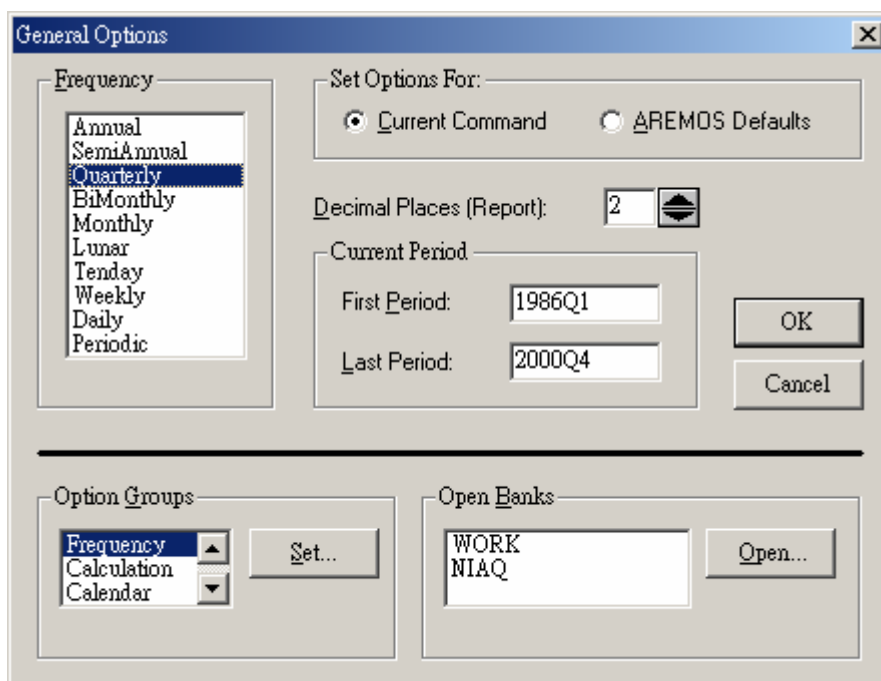 General Options
Frequency
Annual
SemiAnnual
Quarterly
BiMonthly
Monthly
Lunar
Tenday
Weekly
Daily
Periodic
Set Options For:
Current Command
AREMOS Defaults
Decimal Places (Report):
2
Current Period
First Period:
1986Q1
Last Period:
2000Q4
OK
Cancel
Option Groups
Frequency
Calculation
Calendar
Set...
Open Banks
WORK
NIAQ
Open...